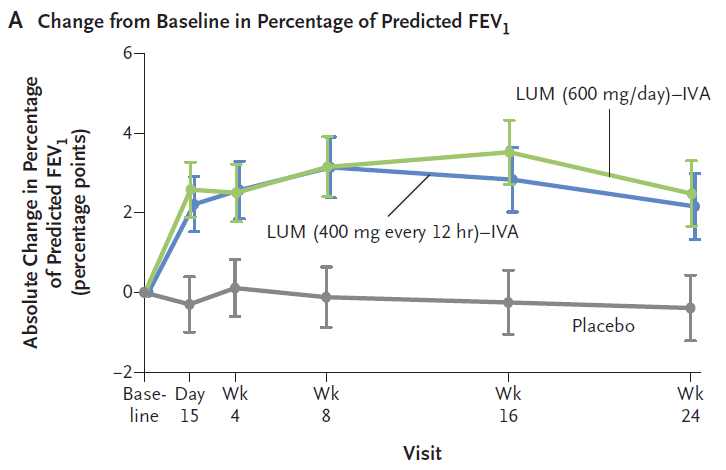 A Change from Baseline in Percentage of Predicted FEV1
Absolute Change in Percentage
of Predicted FEV1
(percentage points)
6
4
2
0
−2
LUM (600 mg/day)–IVA
LUM (400 mg every 12 hr)–IVA
Placebo
Base- Day Wk Wk Wk Wk
line 15 4 8 16 24
Visit